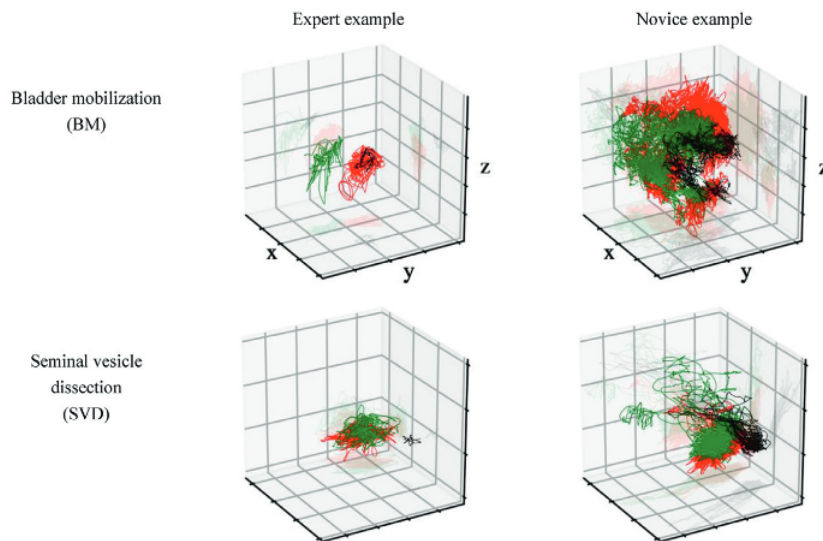 Expert example
Novice example
Bladder mobilization
(BM)
z
x
y
z
x
y
Seminal vesicle
dissection
(SVD)